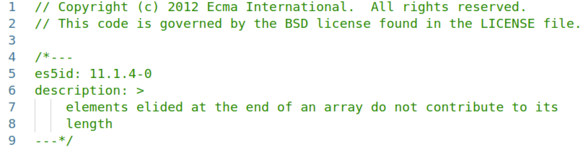 1 // Copyright (c) 2012 Ecma International.  All rights reserved.
2 // This code is governed by the BSD license found in the LICENSE file.
3
4 /*---
5 es5id: 11.1.4-0
6 description: >
7     elements elided at the end of an array do not contribute to its
8     length
9 ---*/